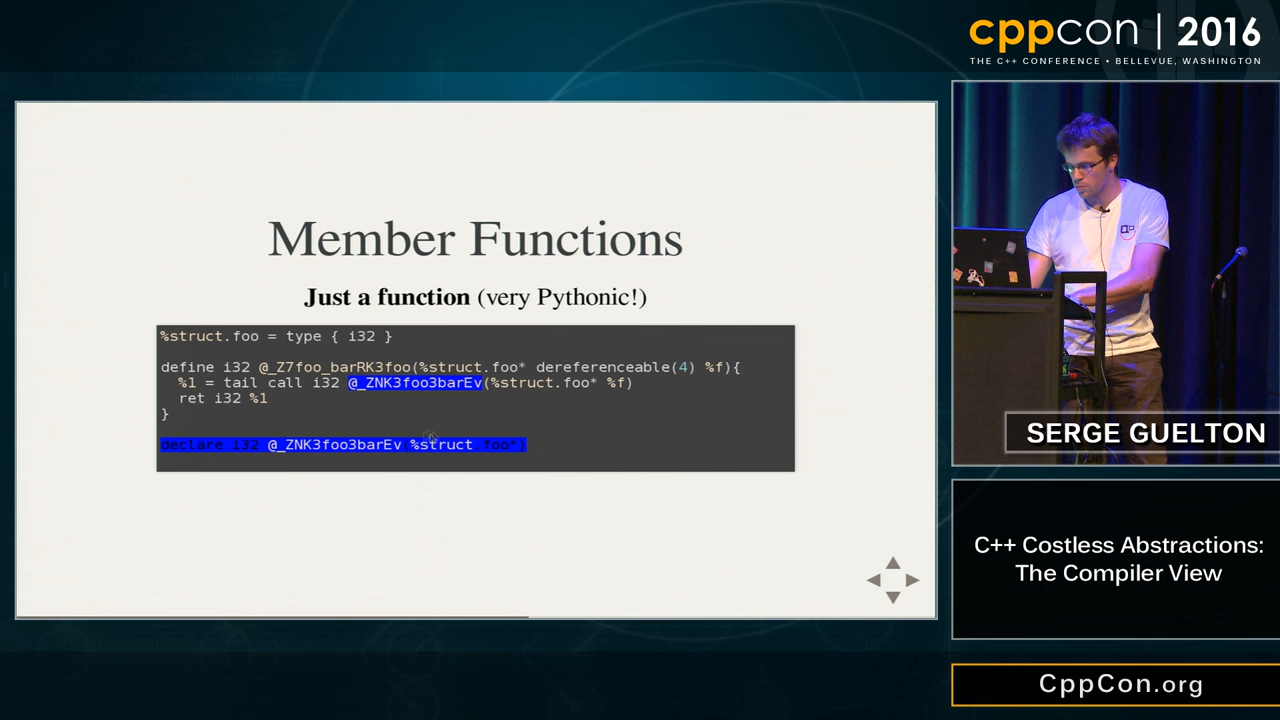 cppcon | 2016
THE C++ CONFERENCE • BELLEVUE, WASHINGTON
Member Functions
Just a function (very Pythonic!)
%struct.foo = type { i32 }
define i32 @_Z7foo_barRK3foo(%struct.foo* dereferenceable(4) %f){
%1 = tail call i32 @_ZNK3foo3barEv(%struct.foo* %f)
ret i32 %1
}
declare i32 @_ZNK3foo3barEv(%struct.foo*)
SERGE GUELTON
C++ Costless Abstractions:
The Compiler View
CppCon.org